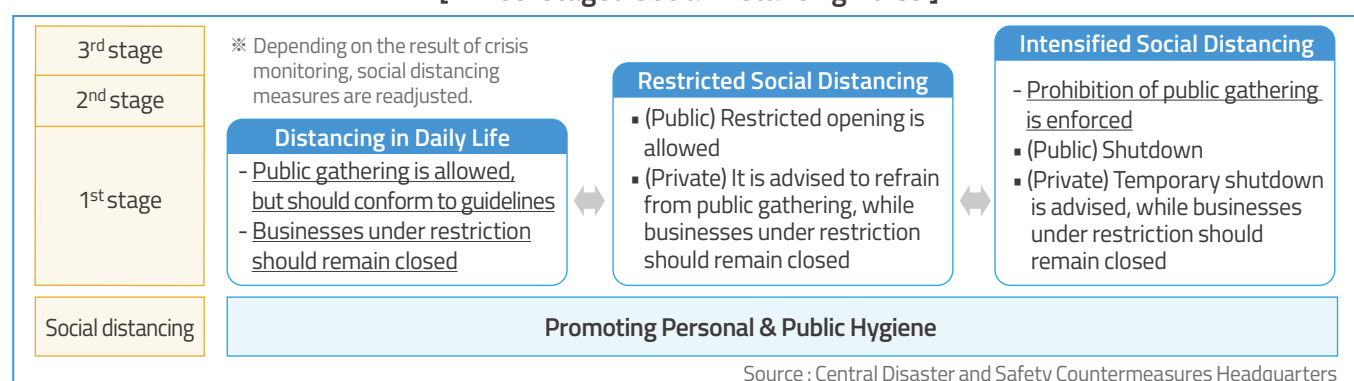 3rd stage
2nd stage
1st stage
※ Depending on the result of crisis
monitoring, social distancing
measures are readjusted.
Distancing in Daily Life
- Public gathering is allowed,
but should conform to guidelines
- Businesses under restriction
should remain closed
Restricted Social Distancing
▪ (Public) Restricted opening is
allowed
▪ (Private) It is advised to refrain
from public gathering, while
businesses under restriction
should remain closed
Intensified Social Distancing
- Prohibition of public gathering
is enforced
▪ (Public) Shutdown
▪ (Private) Temporary shutdown
is advised, while businesses
under restriction should
remain closed
Social distancing
Promoting Personal & Public Hygiene
Source : Central Disaster and Safety Countermeasures Headquarters